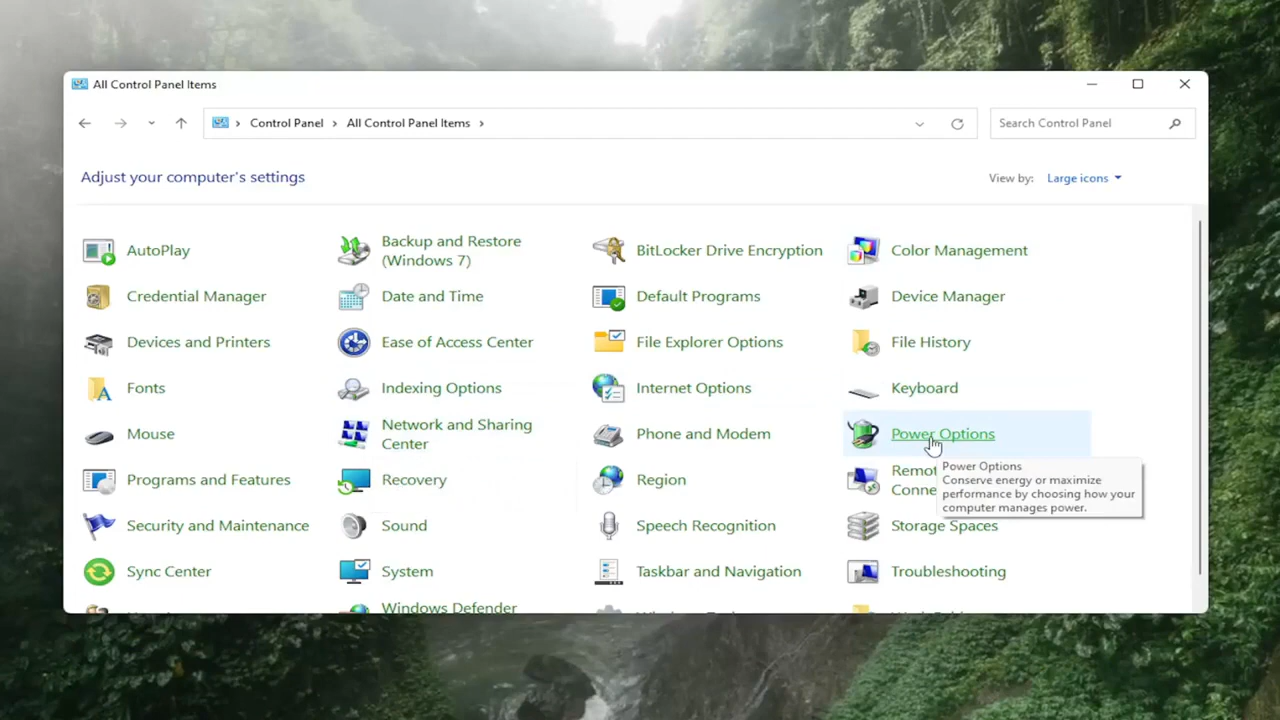 All Control Panel Items
Control Panel
All Control Panel Items
Search Control Panel
Adjust your computer's settings
View by:
Large icons
AutoPlay
Backup and Restore
(Windows 7)
BitLocker Drive Encryption
Color Management
Credential Manager
Date and Time
Default Programs
Device Manager
Devices and Printers
Ease of Access Center
File Explorer Options
File History
Fonts
Indexing Options
Internet Options
Keyboard
Mouse
Network and Sharing
Center
Phone and Modem
Power Options
Power Options
Conserve energy or maximize
performance by choosing how your
computer manages power.
Programs and Features
Recovery
Region
Security and Maintenance
Sound
Speech Recognition
Storage Spaces
Sync Center
System
Taskbar and Navigation
Troubleshooting
Windows Defender